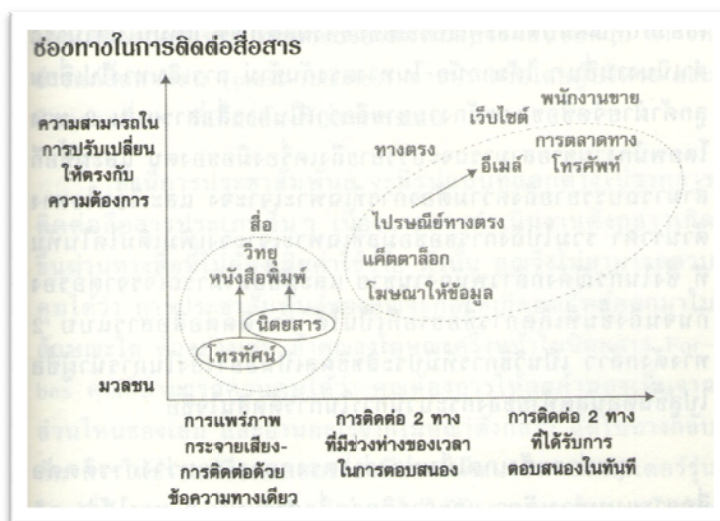 ช่องทางในการติดต่อสื่อสาร
ความสามารถใน
การปรับเปลี่ยน
ให้ตรงกับ
ความต้องการ
พนักงานขาย
เว็บไซต์
ทางตรง
การตลาดทาง
โทรศัพท์
อีเมล
สื่อ
วิทยุ
หนังสือพิมพ์
นิตยสาร
โทรทัศน์
ไปรษณีย์ทางตรง
แค็ตตาล็อก
โฆษณาให้ข้อมูล
มวลชน
การแพร่ภาพ
กระจายเสียง-
การติดต่อด้วย
ข้อความทางเดียว
การติดต่อ 2 ทาง
ที่มีช่วงห่างของเวลา
ในการตอบสนอง
การติดต่อ 2 ทาง
ที่ได้รับการ
ตอบสนองในทันที